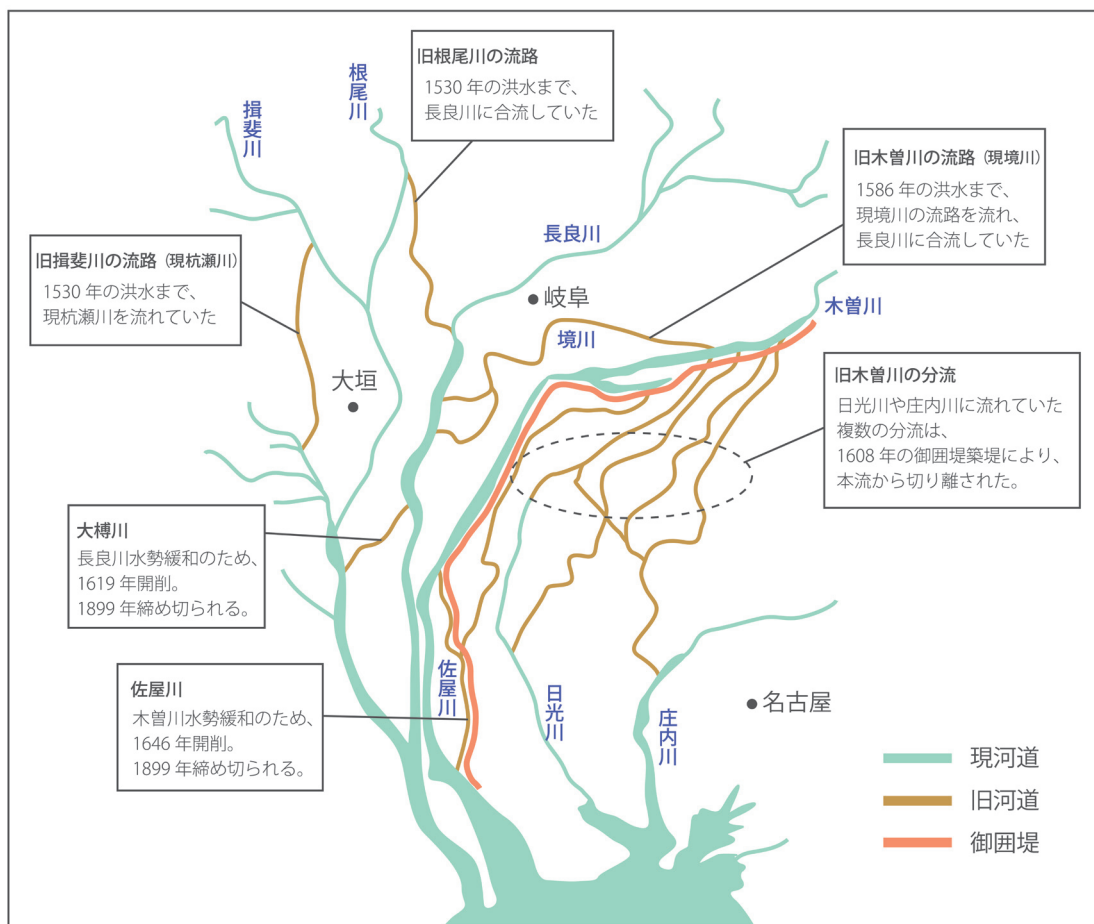 旧根尾川の流路
1530 年の洪水まで、
長良川に合流していた
根尾川
揖斐川
旧木曽川の流路（現境川）
1586 年の洪水まで、
現境川の流路を流れ、
長良川に合流していた
長良川
旧揖斐川の流路（現杭瀬川）
1530 年の洪水まで、
現杭瀬川を流れていた
岐阜
木曽川
境川
大垣
旧木曽川の分流
日光川や庄内川に流れていた
複数の分流は、
1608 年の御囲堤築堤により、
本流から切り離された。
大榑川
長良川水勢緩和のため、
1619 年開削。
1899 年締め切られる。
佐屋川
木曽川水勢緩和のため、
1646 年開削。
1899 年締め切られる。
佐屋川
日光川
庄内川
名古屋
現河道
旧河道
御囲堤